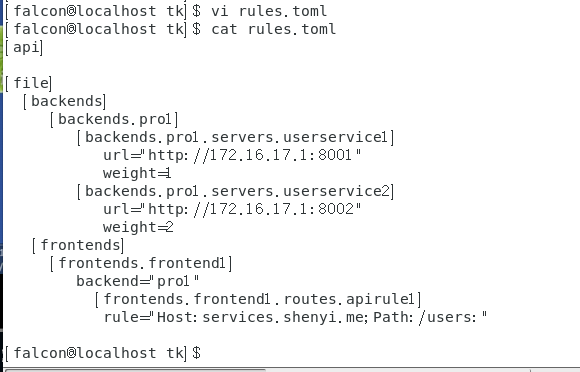 [falcon@localhost tk]$ vi rules.toml
[falcon@localhost tk]$ cat rules.toml
[api]
[file]
[backends]
[backends.pro1]
[backends.pro1.servers.userservice1]
url="http://172.16.17.1:8001"
weight=1
[backends.pro1.servers.userservice2]
url="http://172.16.17.1:8002"
weight=2
[frontends]
[frontends.frontend1]
backend="pro1"
[frontends.frontend1.routes.apirule1]
rule="Host:services.shenyi.me;Path:/users:"
[falcon@localhost tk]$